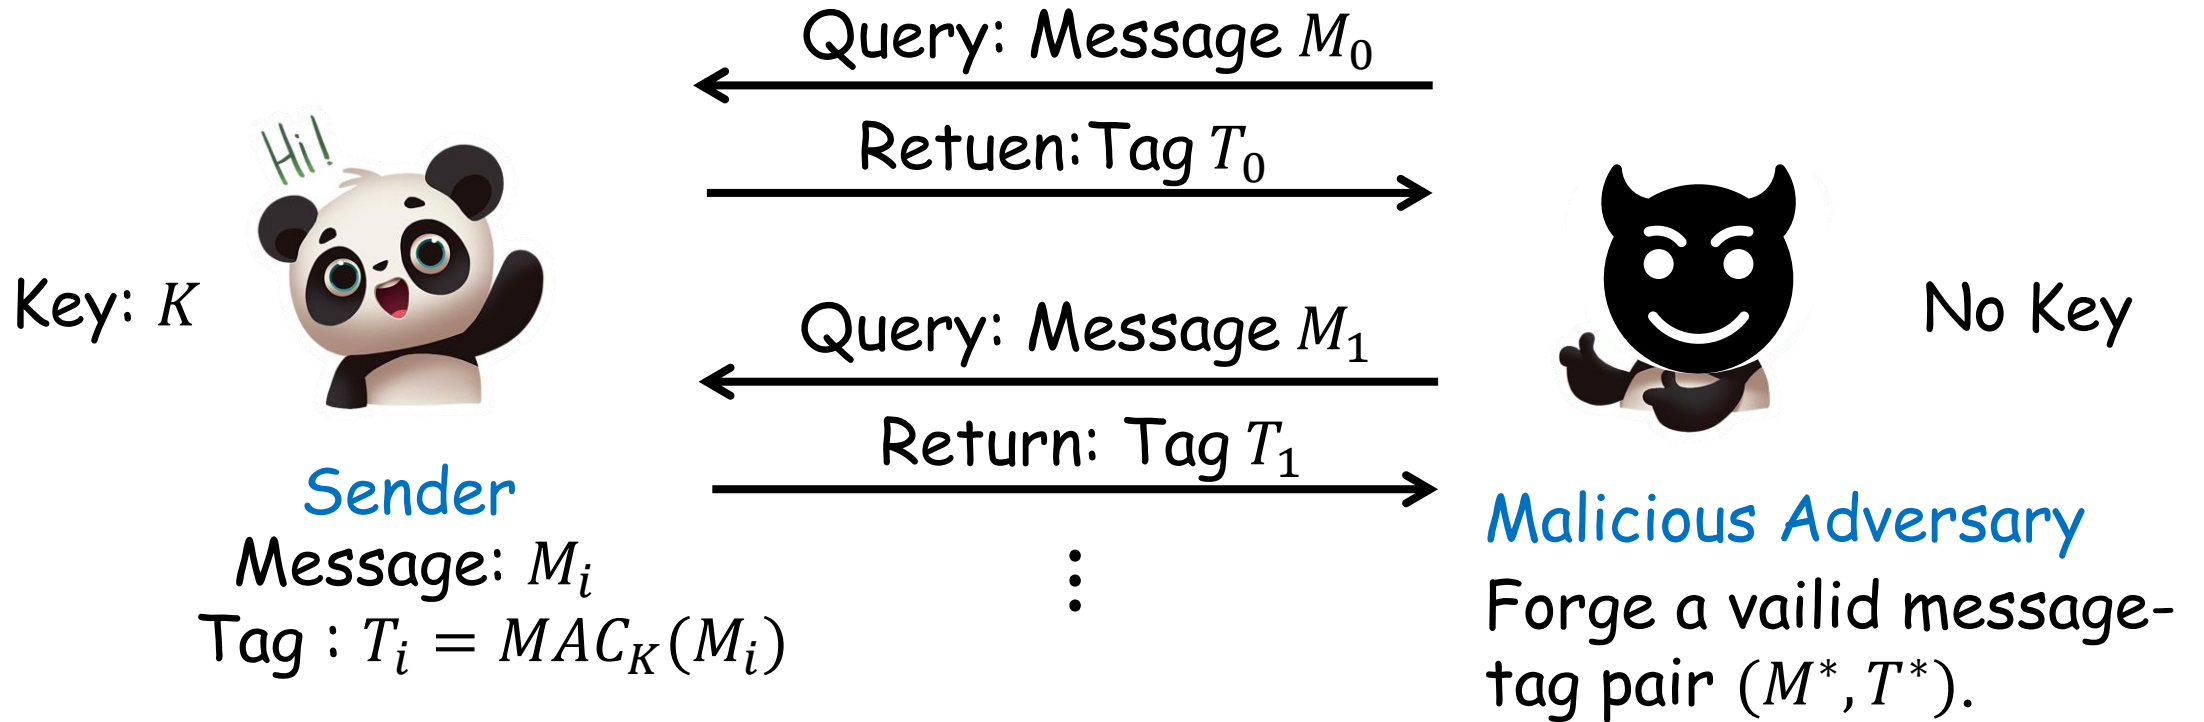 Query: Message M₀
Retuen:Tag T₀
Hi!
Key: K
No Key
Query: Message M₁
Return: Tag T₁
Sender
Message: Mᵢ
Tag : Tᵢ = MAC_K(Mᵢ)
⋮
Malicious Adversary
Forge a vailid message-
tag pair (M*,T*).